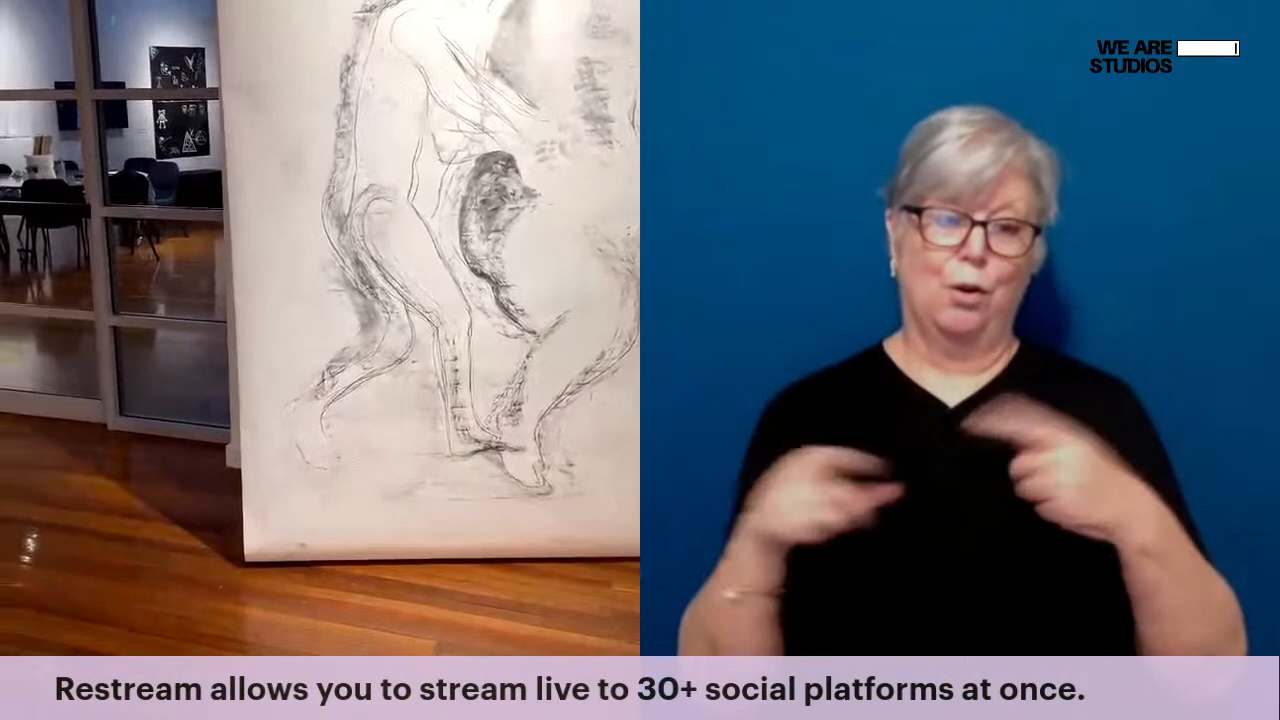 WE ARE
STUDIOS
Restream allows you to stream live to 30+ social platforms at once.